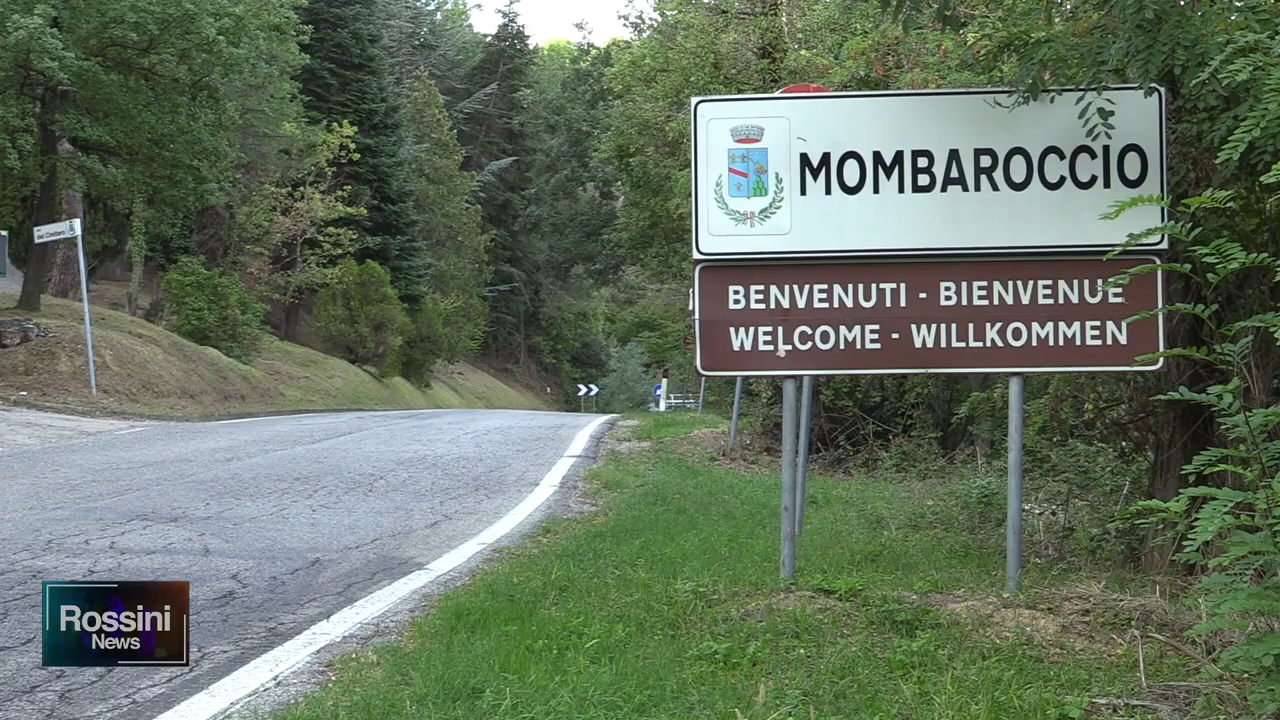 MOMBAROCCIO
BENVENUTI - BIENVENUE
WELCOME - WILLKOMMEN
Rossini
News